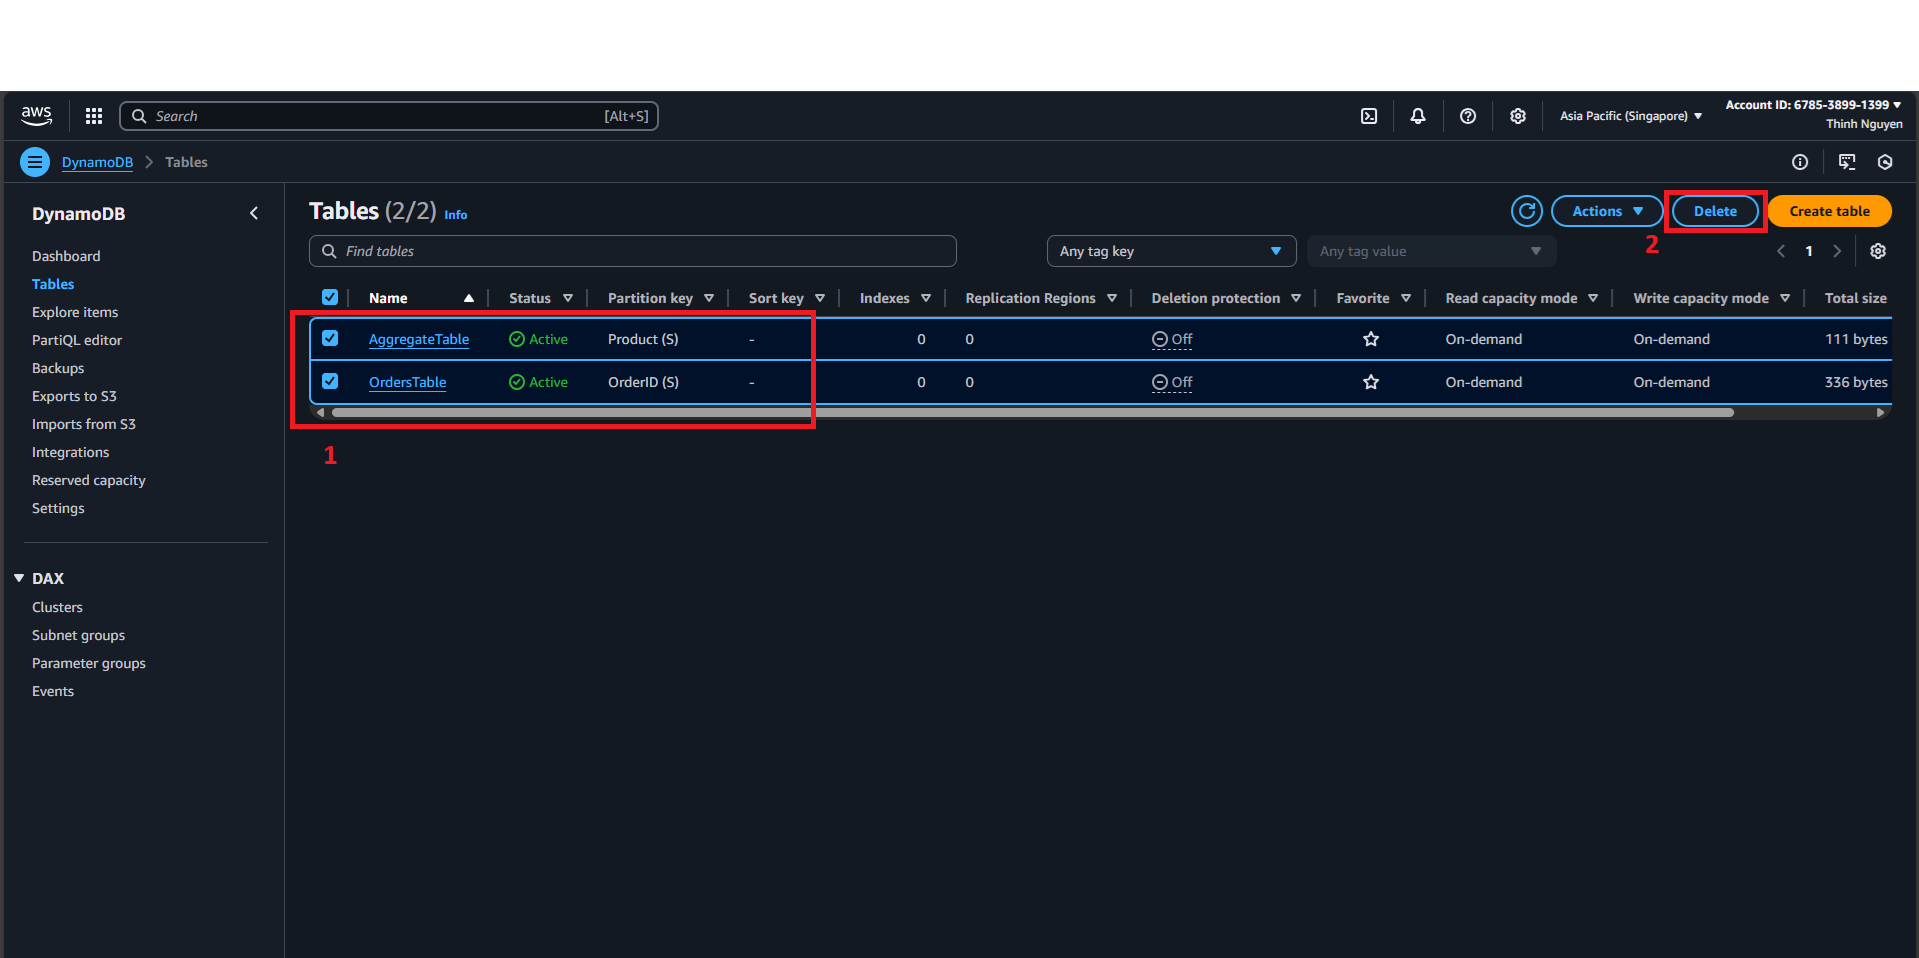 aws
Search [Alt+S]
Asia Pacific (Singapore)
Account ID: 6785-3899-1399
Thinh Nguyen
DynamoDB Tables
DynamoDB
Dashboard
Tables
Explore items
PartiQL editor
Backups
Exports to S3
Imports from S3
Integrations
Reserved capacity
Settings
DAX
Clusters
Subnet groups
Parameter groups
Events
Tables (2/2) Info
Actions Delete Create table
2
Find tables
Any tag key
Any tag value
1
Name Status Partition key Sort key Indexes Replication Regions Deletion protection Favorite Read capacity mode Write capacity mode Total size
AggregateTable Active Product (S) - 0 0 Off On-demand On-demand 111 bytes
OrdersTable Active OrderID (S) - 0 0 Off On-demand On-demand 336 bytes
1